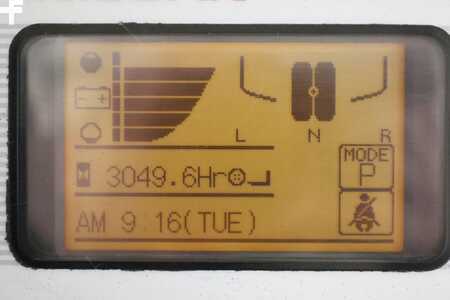 L N R
MODE
P
3049.6Hr
AM 9:16(TUE)